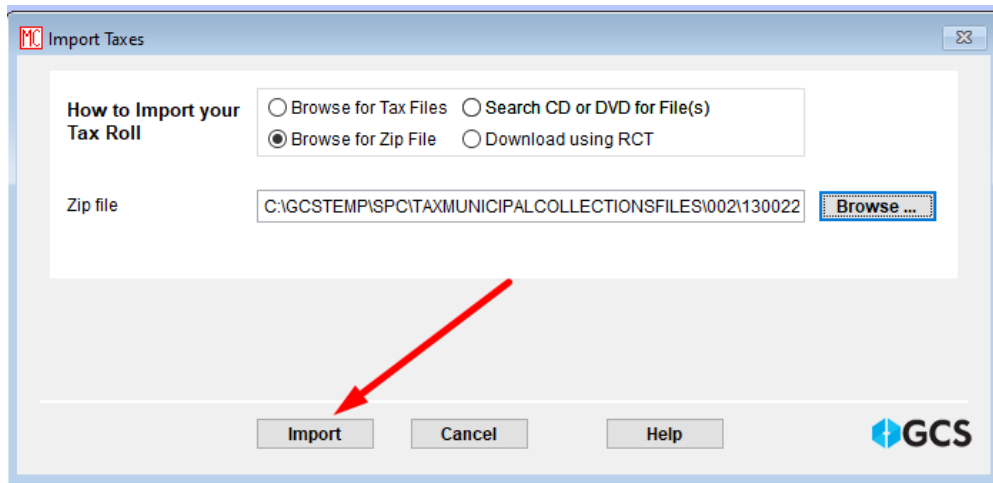 MC Import Taxes
How to Import your
Tax Roll
Browse for Tax Files Search CD or DVD for File(s)
Browse for Zip File Download using RCT
Zip file C:\GCSTEMP\SPC\TAXMUNICIPALCOLLECTIONSFILES\002\130022 Browse ...
Import Cancel Help GCS